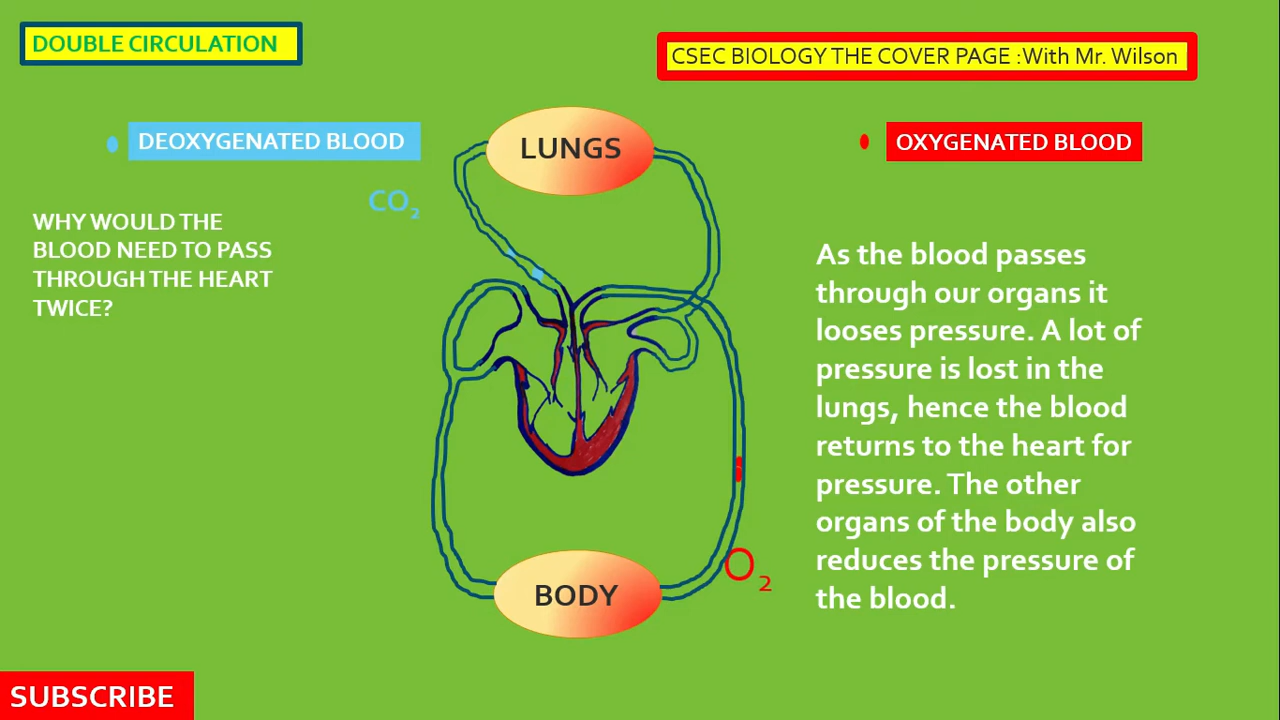 DOUBLE CIRCULATION
CSEC BIOLOGY THE COVER PAGE :With Mr. Wilson
DEOXYGENATED BLOOD
LUNGS
OXYGENATED BLOOD
CO₂
WHY WOULD THE
BLOOD NEED TO PASS
THROUGH THE HEART
TWICE?
As the blood passes
through our organs it
looses pressure. A lot of
pressure is lost in the
lungs, hence the blood
returns to the heart for
pressure. The other
organs of the body also
reduces the pressure of
the blood.
O₂
BODY
SUBSCRIBE